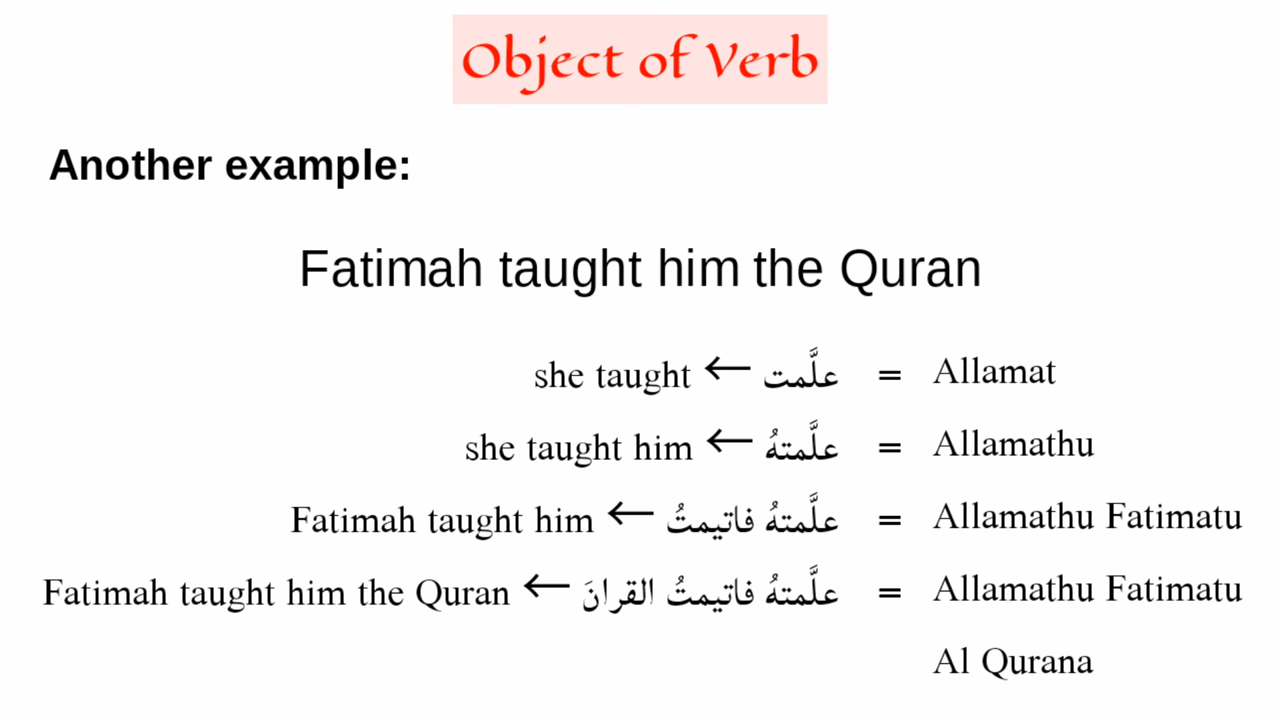 Object of Verb
Another example:
Fatimah taught him the Quran
she taught ← علَّمت = Allamat
she taught him ← علَّمتهُ = Allamathu
Fatimah taught him ← علَّمتهُ فاتيمتُ = Allamathu Fatimatu
Fatimah taught him the Quran ← علَّمتهُ فاتيمتُ القرانَ = Allamathu Fatimatu
Al Qurana